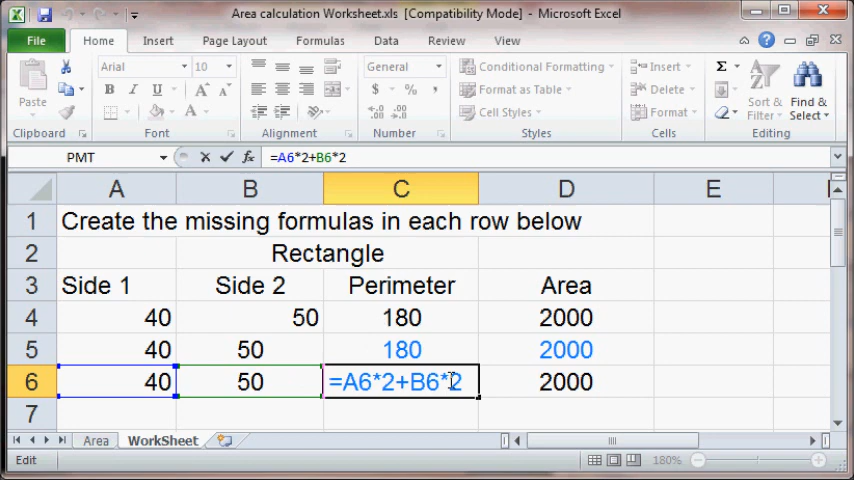 Area calculation Worksheet.xls [Compatibility Mode] - Microsoft Excel
File Home Insert Page Layout Formulas Data Review View
Paste
Clipboard
Arial 10
B I U A A
Font
Alignment
General
$ % ,
Number
Conditional Formatting
Format as Table
Cell Styles
Styles
Insert
Delete
Format
Cells
Σ
Sort & Filter
Find & Select
Editing
PMT fx =A6*2+B6*2
A B C D E
1 Create the missing formulas in each row below
2 Rectangle
3 Side 1 Side 2 Perimeter Area
4 40 50 180 2000
5 40 50 180 2000
6 40 50 =A6*2+B6*2 2000
7
Area WorkSheet
Edit 180%